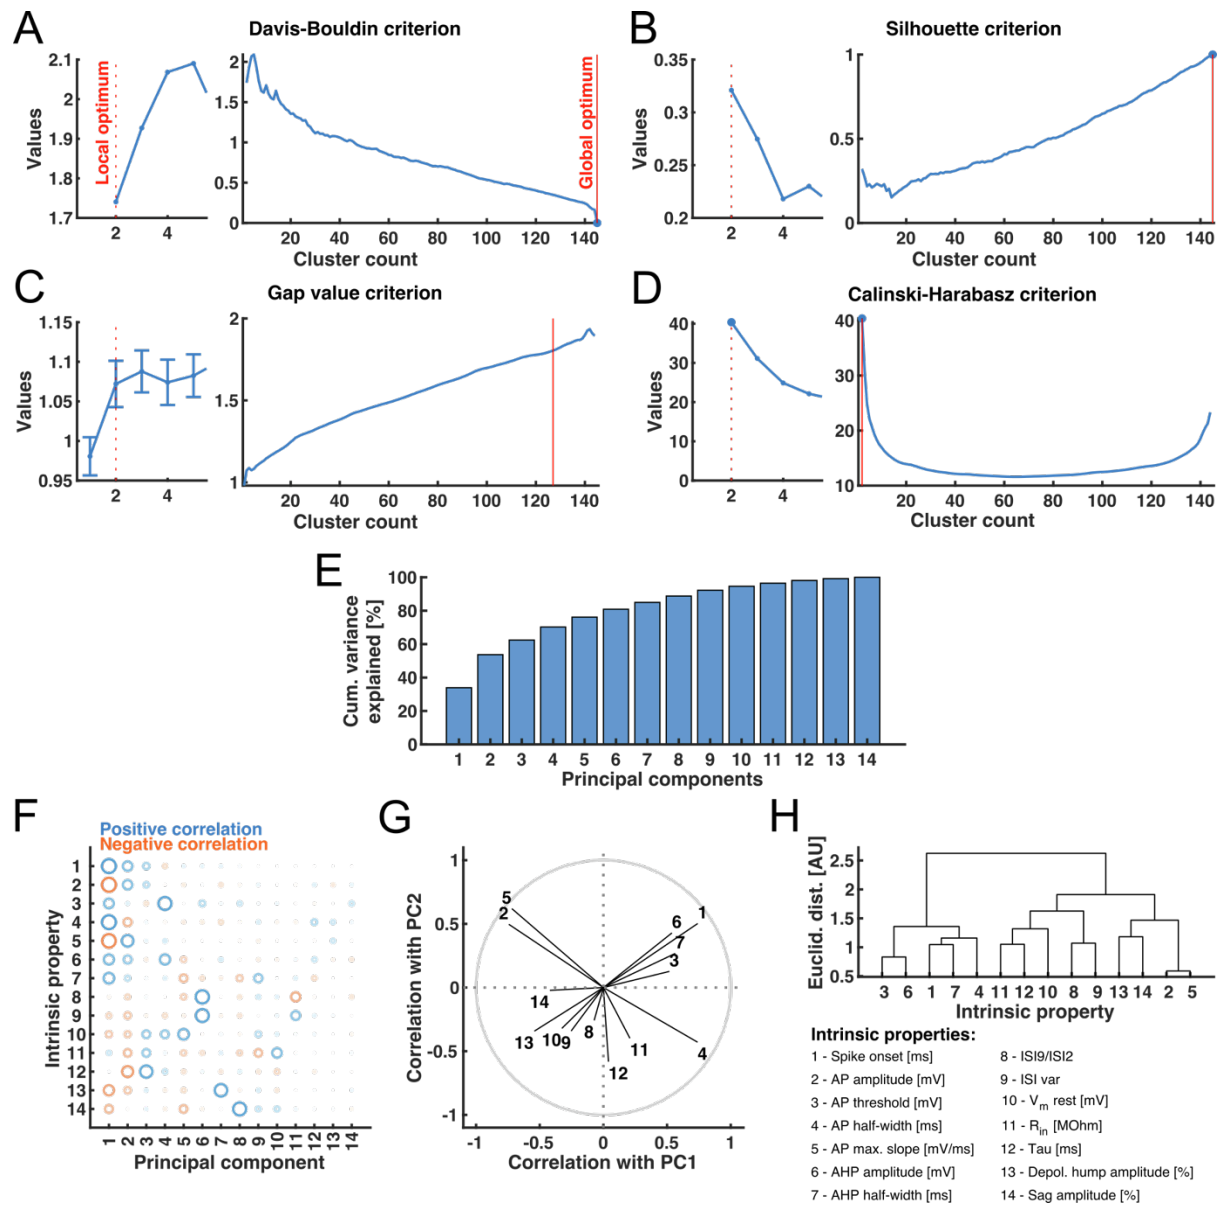 A
Davis-Bouldin criterion
Values
2.1
2
1.9
1.8
1.7
2 4
Local optimum
2
1.5
1
0.5
0
20 40 60 80 100 120 140
Cluster count
Global optimum
B
Silhouette criterion
Values
0.35
0.3
0.25
0.2
2 4
1
0.5
0
20 40 60 80 100 120 140
Cluster count
C
Gap value criterion
Values
1.15
1.1
1.05
1
0.95
2 4
2
1.5
1
20 40 60 80 100 120 140
Cluster count
D
Calinski-Harabasz criterion
Values
40
30
20
10
0
2 4
40
30
20
10
20 40 60 80 100 120 140
Cluster count
E
Cum. variance
explained [%]
100
80
60
40
20
0
1 2 3 4 5 6 7 8 9 10 11 12 13 14
Principal components
F
Positive correlation
Negative correlation
Intrinsic property
1
2
3
4
5
6
7
8
9
10
11
12
13
14
1 2 3 4 5 6 7 8 9 10 11 12 13 14
Principal component
G
Correlation with PC2
1
0.5
0
-0.5
-1
5
2
1
6
7
3
14
13
10
9
8
12
11
4
-1 -0.5 0 0.5 1
Correlation with PC1
H
Euclid. dist. [AU]
2.5
2
1.5
1
0.5
3 6 1 7 4 11 12 10 8 9 13 14 2 5
Intrinsic property
Intrinsic properties:
1 - Spike onset [ms]
2 - AP amplitude [mV]
3 - AP threshold [mV]
4 - AP half-width [ms]
5 - AP max. slope [mV/ms]
6 - AHP amplitude [mV]
7 - AHP half-width [ms]
8 - ISI9/ISI2
9 - ISI var
10 - Vm rest [mV]
11 - Rin [MOhm]
12 - Tau [ms]
13 - Depol. hump amplitude [%]
14 - Sag amplitude [%]